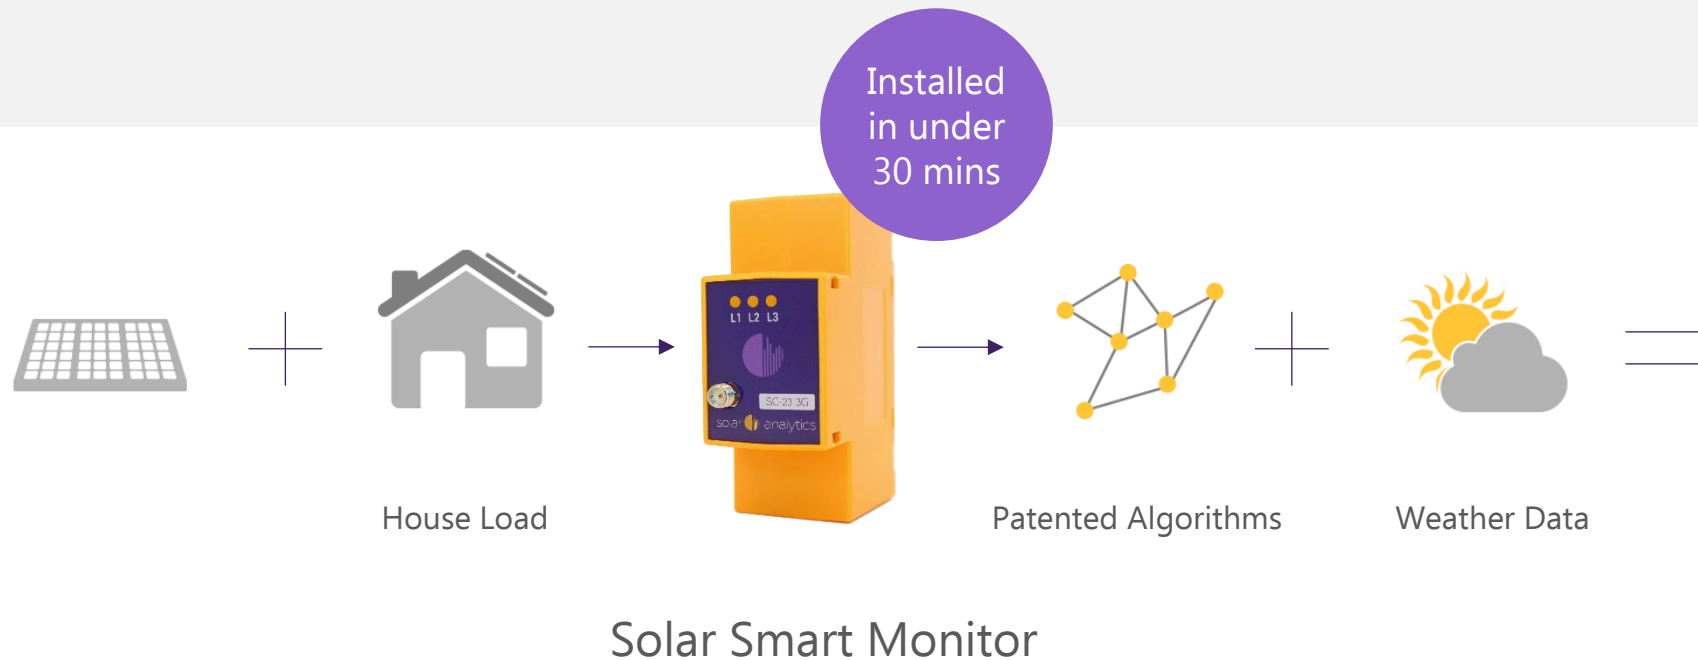 Installed
in under
30 mins
L1 L2 L3
SC-23 3G
solar analytics
House Load
Patented Algorithms
Weather Data
Solar Smart Monitor